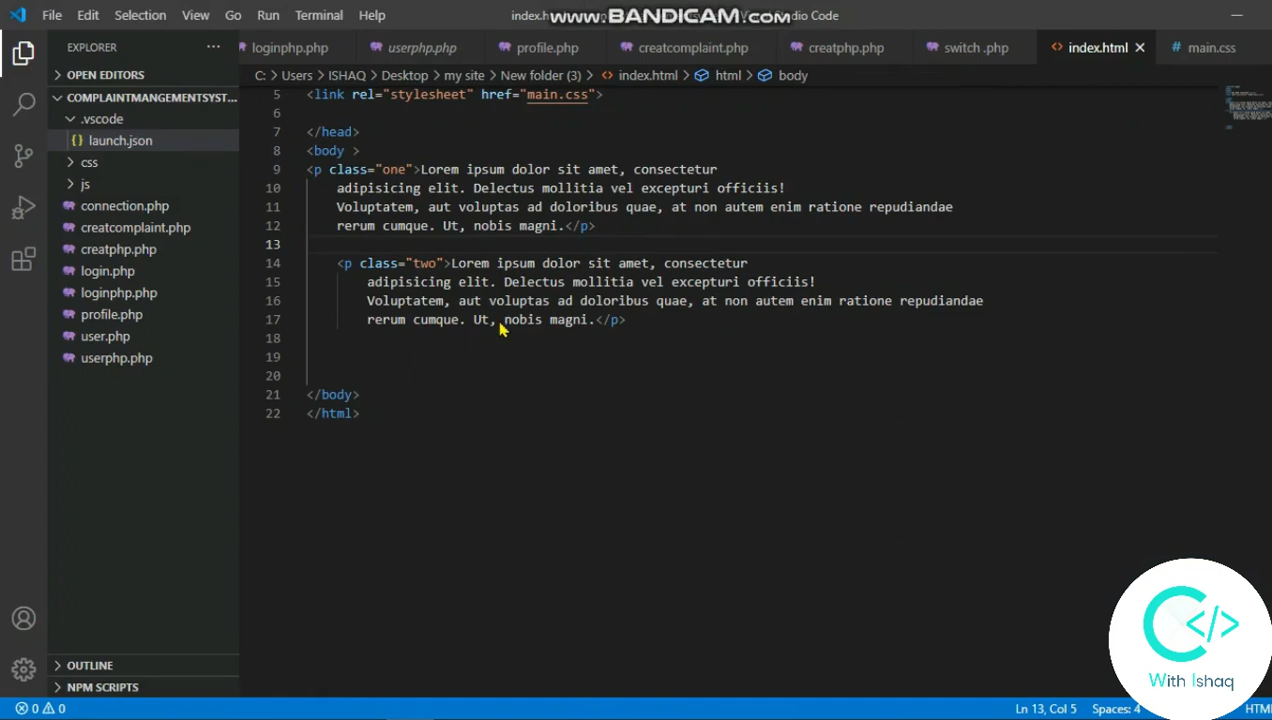 File Edit Selection View Go Run Terminal Help
www.BANDICAM.com
index.h
Studio Code
EXPLORER
OPEN EDITORS
COMPLAINTMANGEMENTSYST...
.vscode
launch.json
css
js
connection.php
creatcomplaint.php
creatphp.php
login.php
loginphp.php
profile.php
user.php
userphp.php
OUTLINE
NPM SCRIPTS
loginphp.php userphp.php profile.php creatcomplaint.php creatphp.php switch .php index.html main.css
C: > Users > ISHAQ > Desktop > my site > New folder (3) > index.html > html > body
5 <link rel="stylesheet" href="main.css">
6
7 </head>
8 <body >
9 <p class="one">Lorem ipsum dolor sit amet, consectetur
10 adipisicing elit. Delectus mollitia vel excepturi officiis!
11 Voluptatem, aut voluptas ad doloribus quae, at non autem enim ratione repudiandae
12 rerum cumque. Ut, nobis magni.</p>
13
14 <p class="two">Lorem ipsum dolor sit amet, consectetur
15 adipisicing elit. Delectus mollitia vel excepturi officiis!
16 Voluptatem, aut voluptas ad doloribus quae, at non autem enim ratione repudiandae
17 rerum cumque. Ut, nobis magni.</p>
18
19
20
21 </body>
22 </html>
C </>
With Ishaq
0 0 Ln 13, Col 5 Spaces: 4 HTM